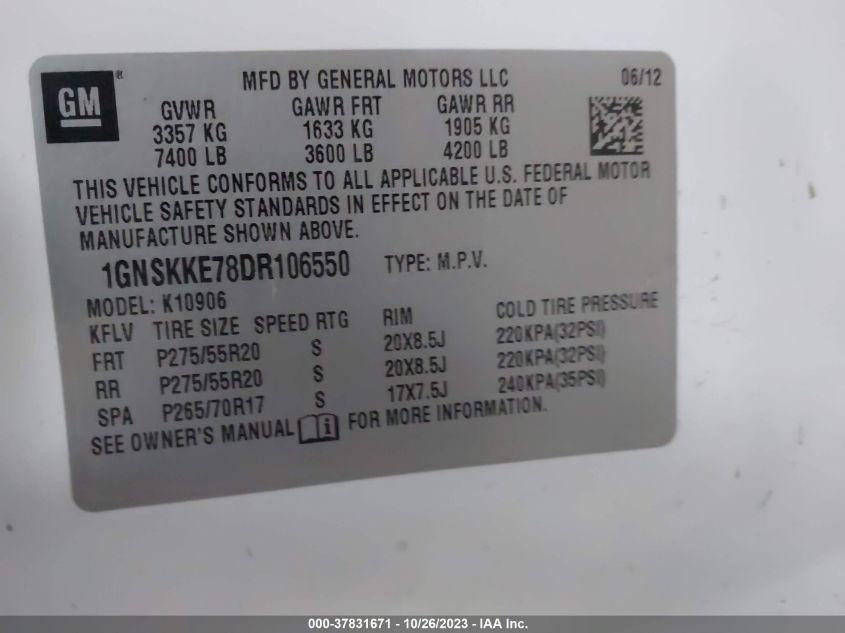 GM ® MFD BY GENERAL MOTORS LLC 06/12
GVWR GAWR FRT GAWR RR
3357 KG 1633 KG 1905 KG
7400 LB 3600 LB 4200 LB
THIS VEHICLE CONFORMS TO ALL APPLICABLE U.S. FEDERAL MOTOR
VEHICLE SAFETY STANDARDS IN EFFECT ON THE DATE OF
MANUFACTURE SHOWN ABOVE.
1GNSKKE78DR106550 TYPE: M.P.V.
MODEL: K10906
KFLV TIRE SIZE SPEED RTG RIM COLD TIRE PRESSURE
FRT P275/55R20 S 20X8.5J 220KPA(32PSI)
RR P275/55R20 S 20X8.5J 220KPA(32PSI)
SPA P265/70R17 S 17X7.5J 240KPA(35PSI)
SEE OWNER'S MANUAL i FOR MORE INFORMATION.
000-37831671 - 10/26/2023 - IAA Inc.